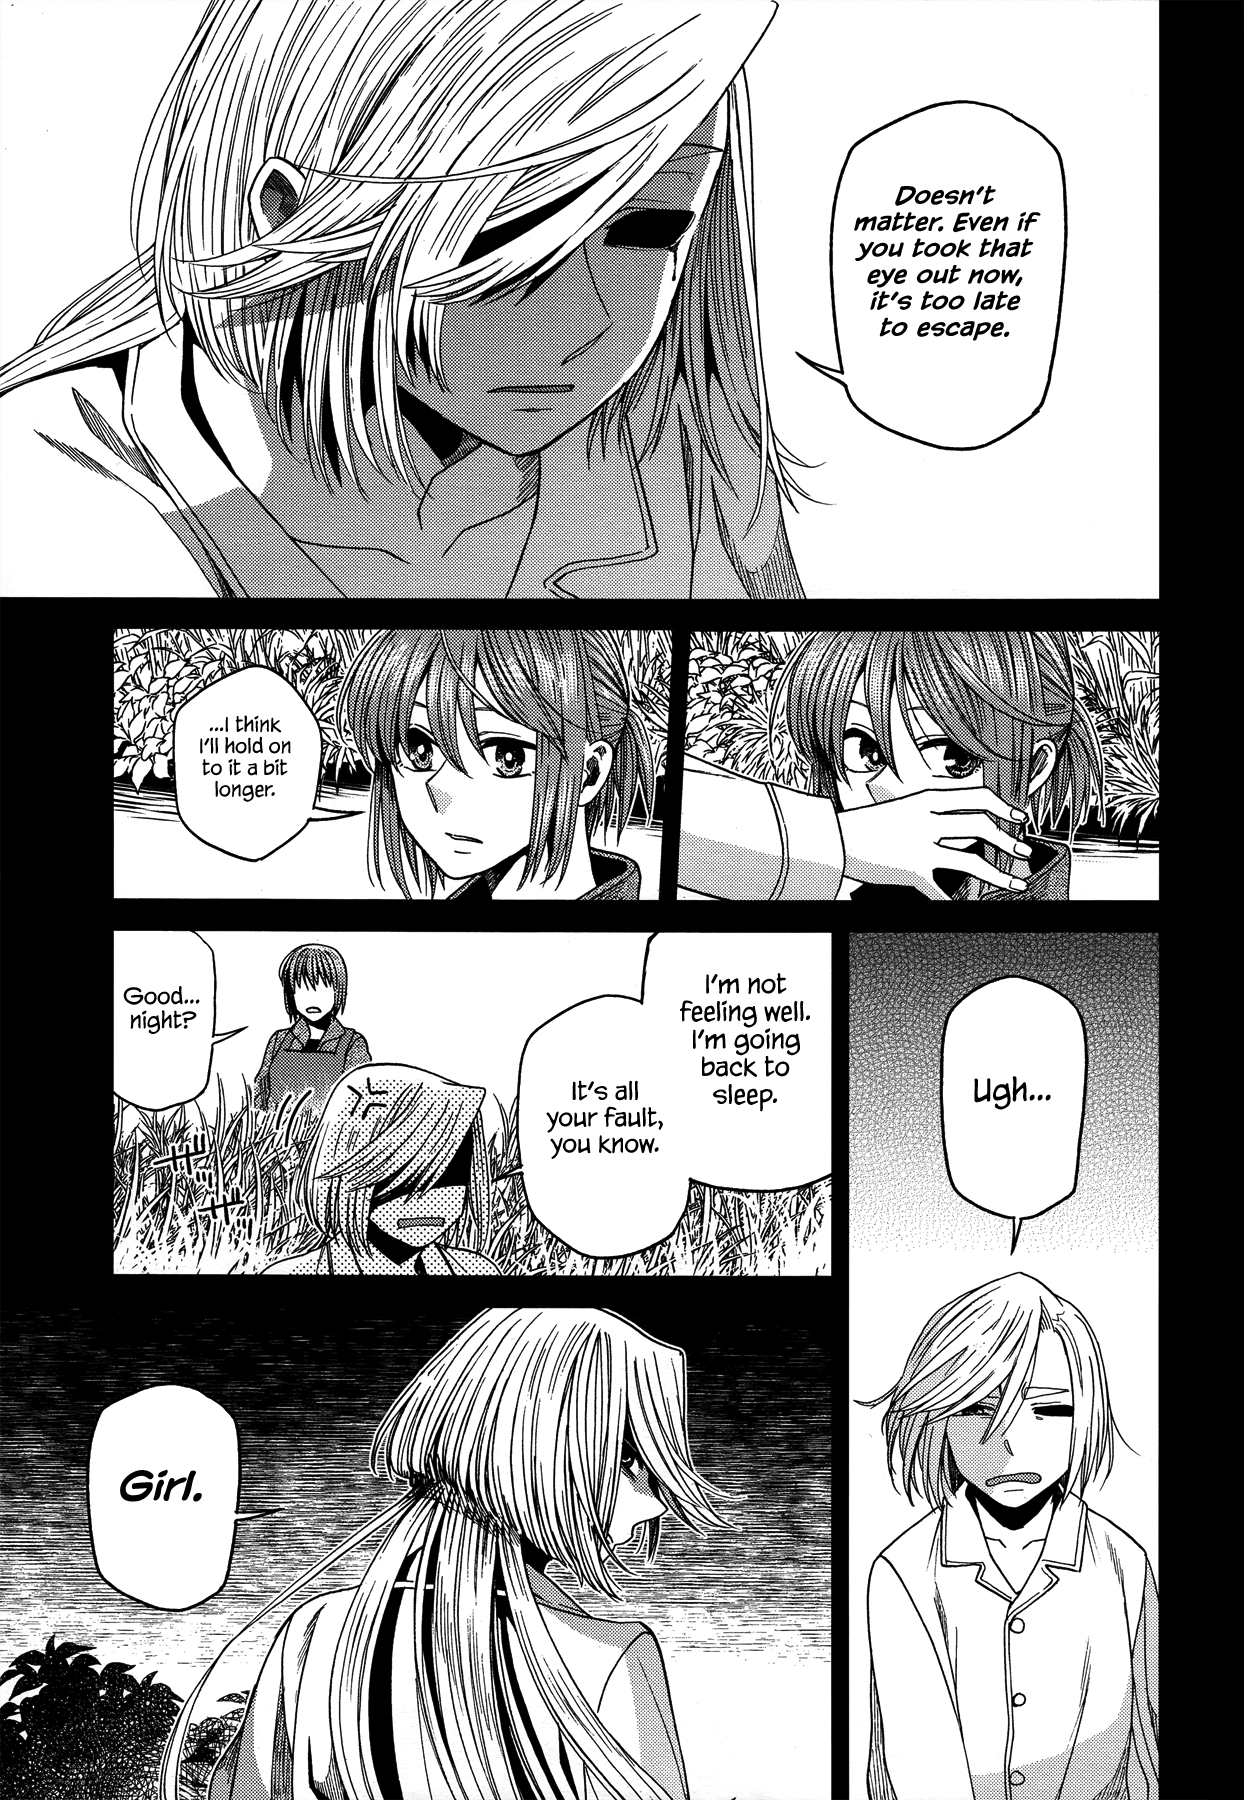 Doesn't
matter. Even if
you took that
eye out now,
it's too late
to escape.
...I think
I'll hold on
to it a bit
longer.
Ugh...
I'm not
feeling well.
I'm going
back to
sleep.
It's all
your fault,
you know.
Good...
night?
Girl.